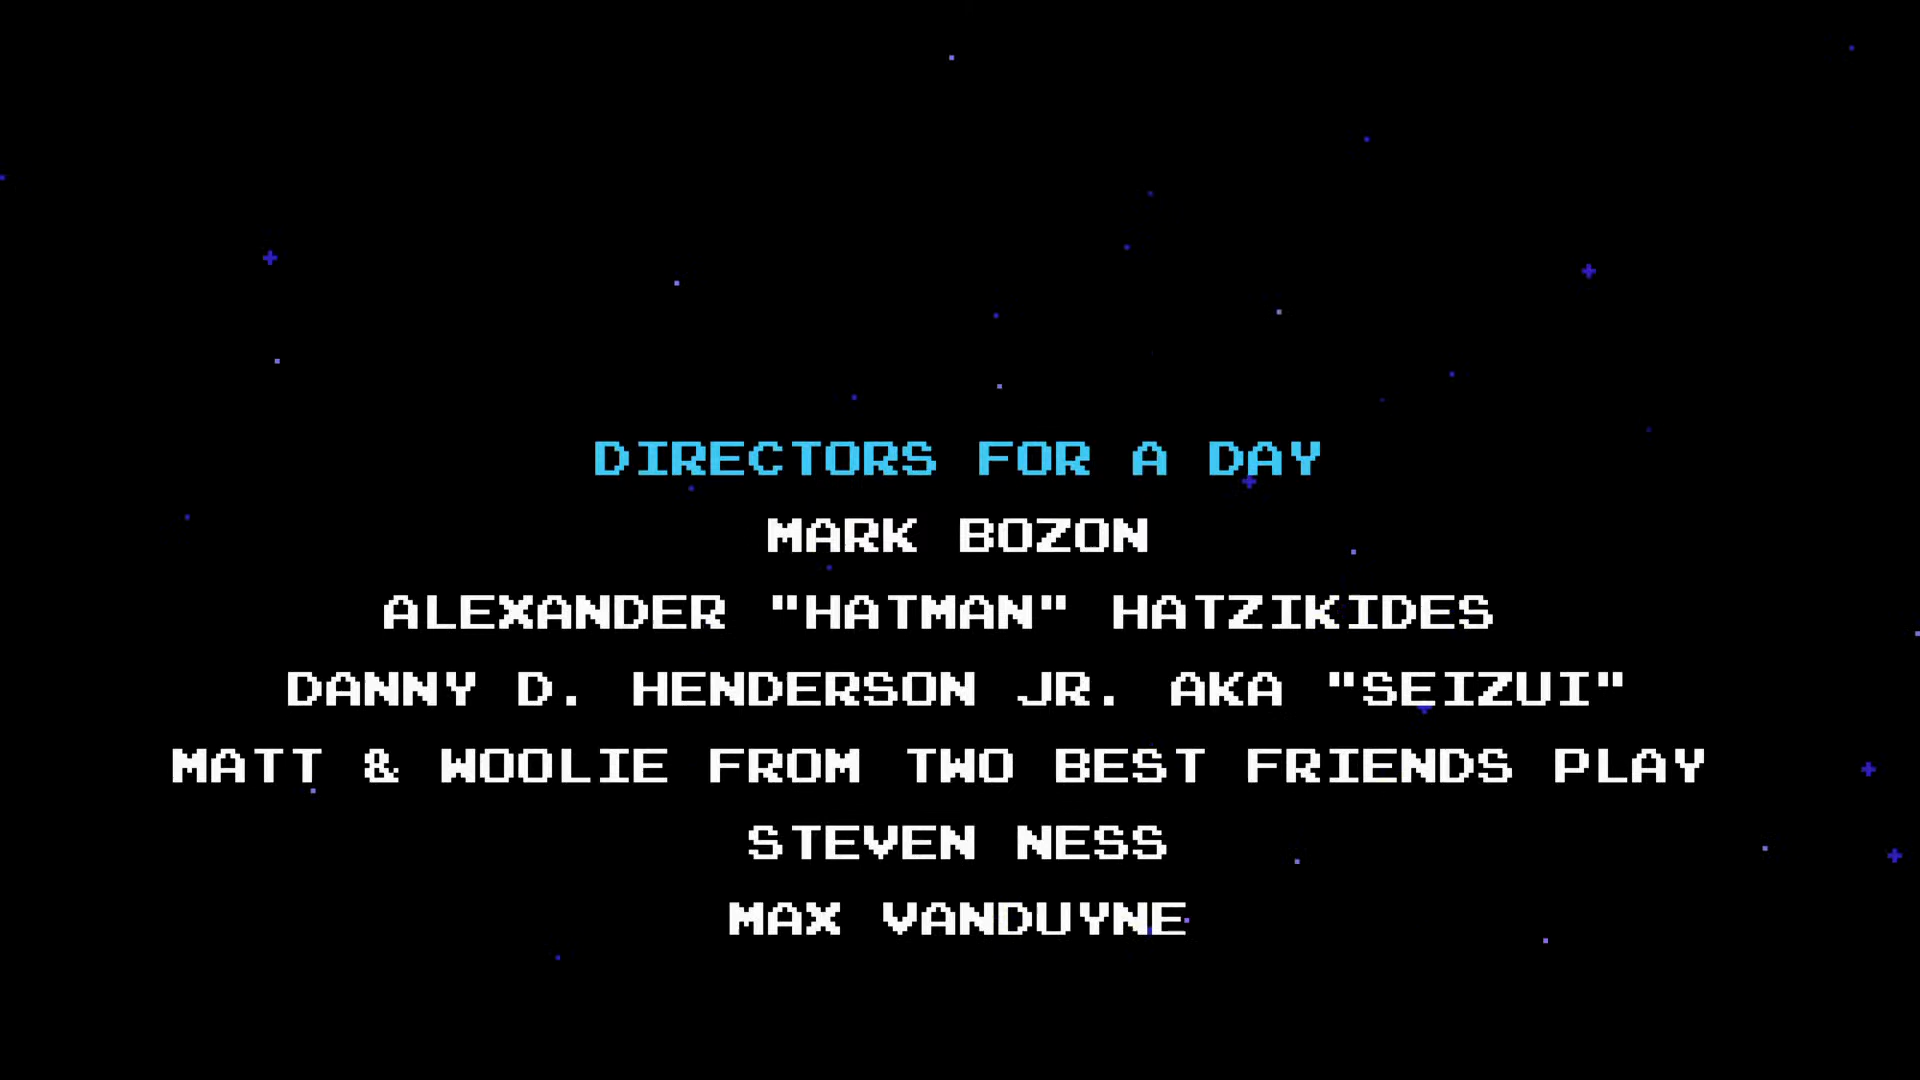 DIRECTORS FOR A DAY
MARK BOZON
ALEXANDER "HATMAN" HATZIKIDES
DANNY D. HENDERSON JR. AKA "SEIZUI"
MATT & WOOLIE FROM TWO BEST FRIENDS PLAY
STEVEN NESS
MAX VANDUYNE